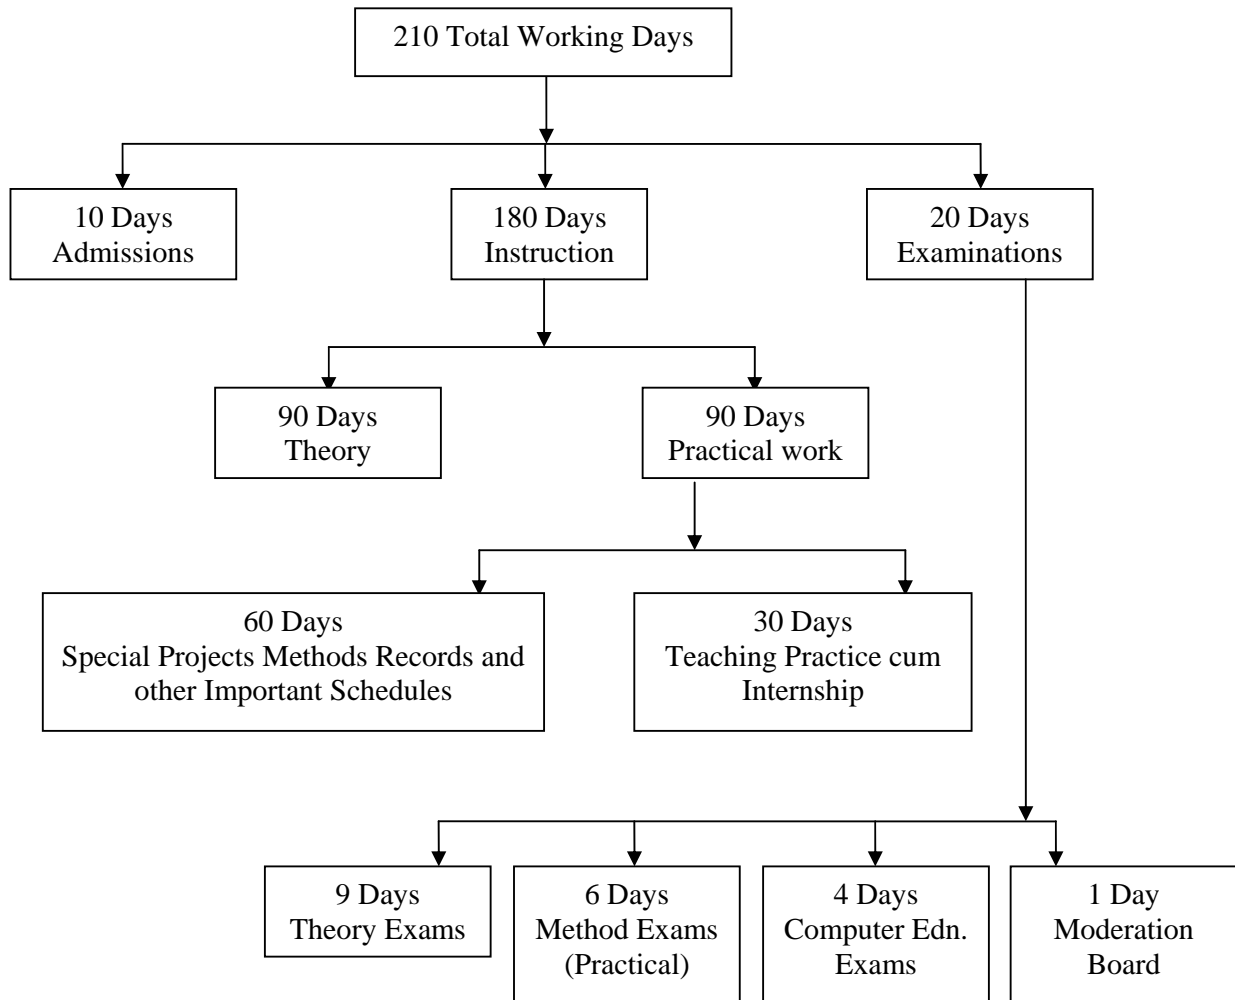 210 Total Working Days
10 Days
Admissions
180 Days
Instruction
20 Days
Examinations
90 Days
Theory
90 Days
Practical work
60 Days
Special Projects Methods Records and
other Important Schedules
30 Days
Teaching Practice cum
Internship
9 Days
Theory Exams
6 Days
Method Exams
(Practical)
4 Days
Computer Edn.
Exams
1 Day
Moderation
Board